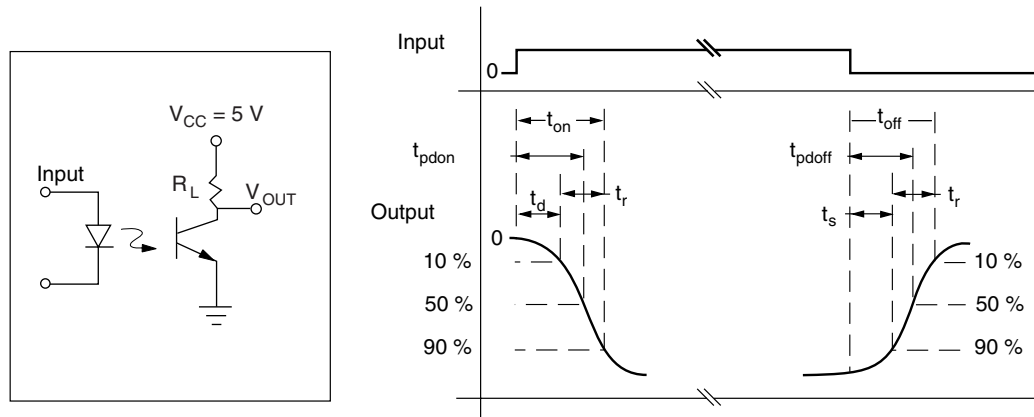 V_CC = 5 V
Input
R_L
V_OUT
Input
0
t_on
t_off
t_pdon
t_pdoff
t_r
t_r
Output
t_d
t_s
0
10 %
10 %
50 %
50 %
90 %
90 %